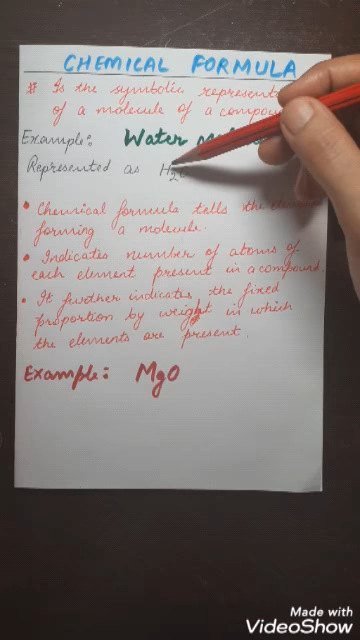 CHEMICAL FORMULA
# Is the symbolic represent
of a molecule of a compou
Example:- Water
Represented as H2O
• Chemical formula tells the
forming a molecule.
• Indicates number of atoms of
each element present in a compound.
• It further indicates the fixed
proportion by weight in which
the elements are present.
Example: MgO
Made with
VideoShow